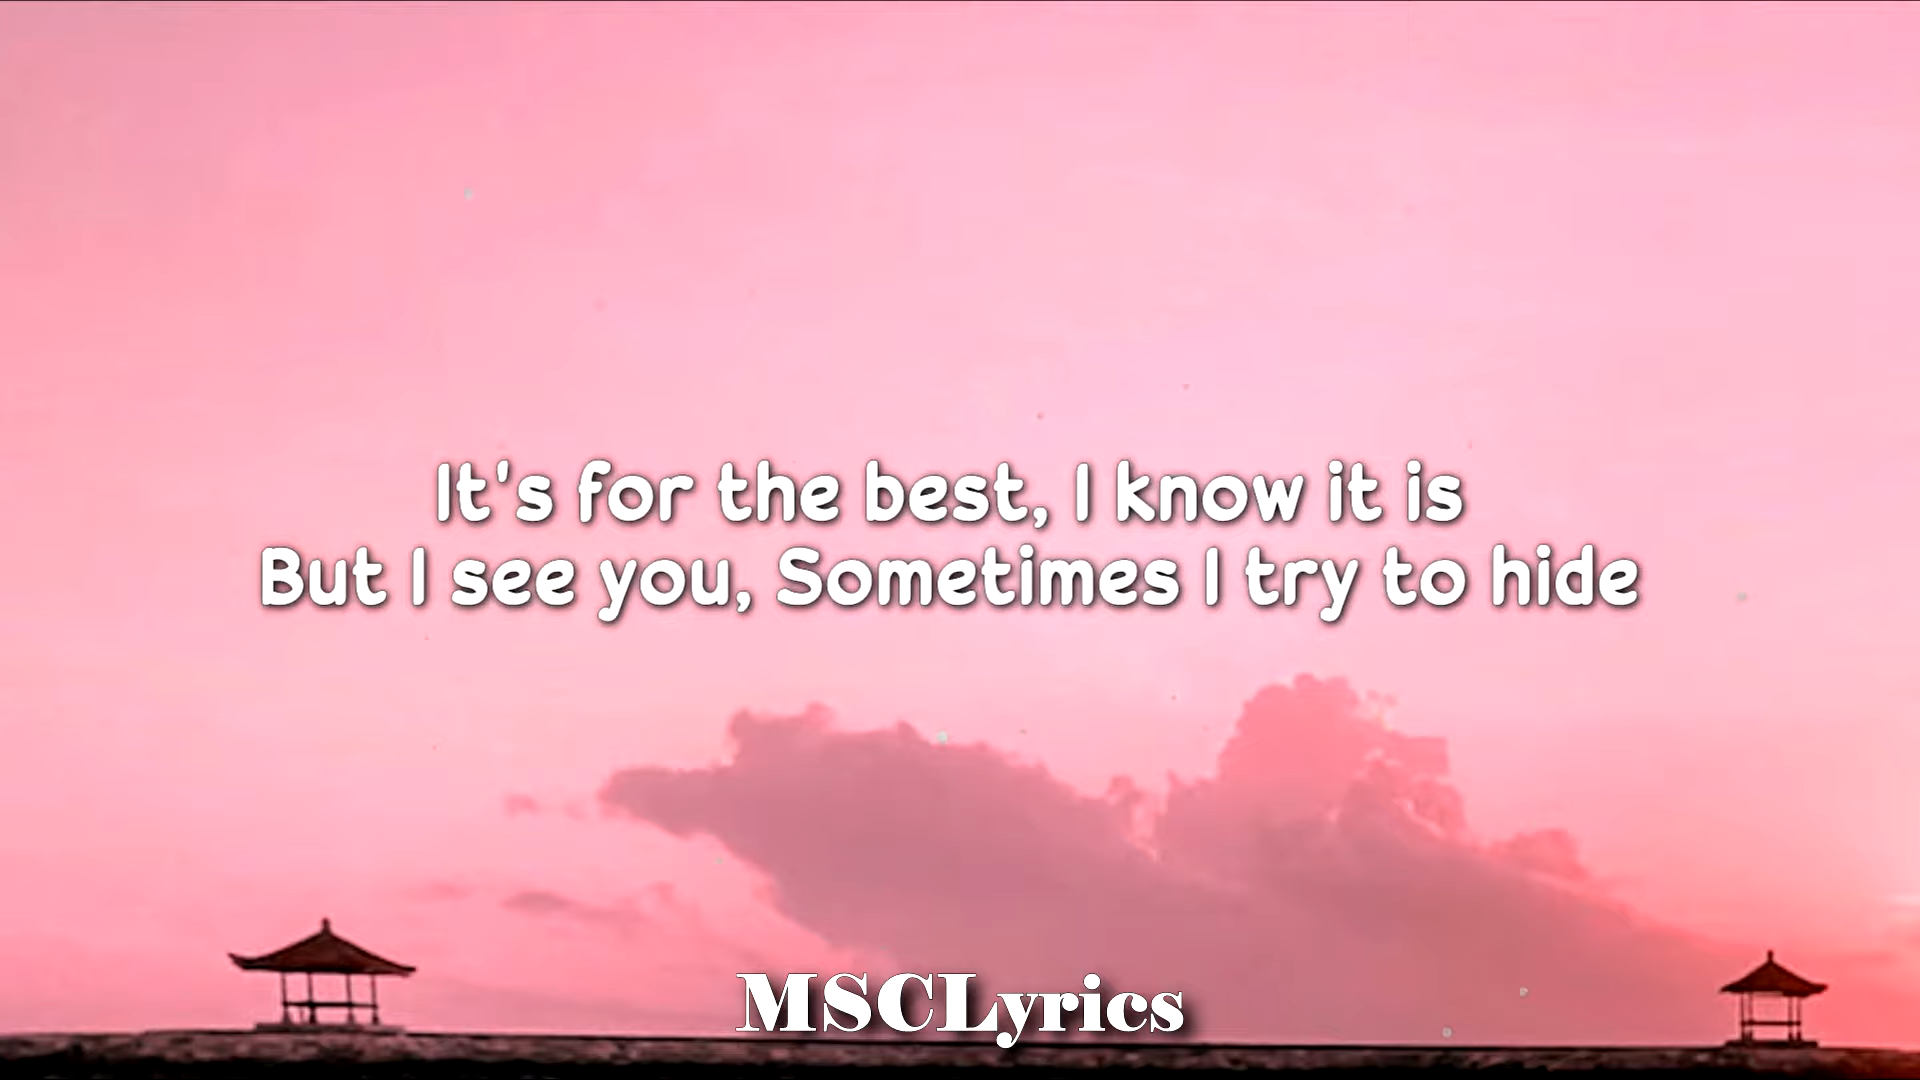 It's for the best, I know it is
But I see you, Sometimes I try to hide
MSCLyrics